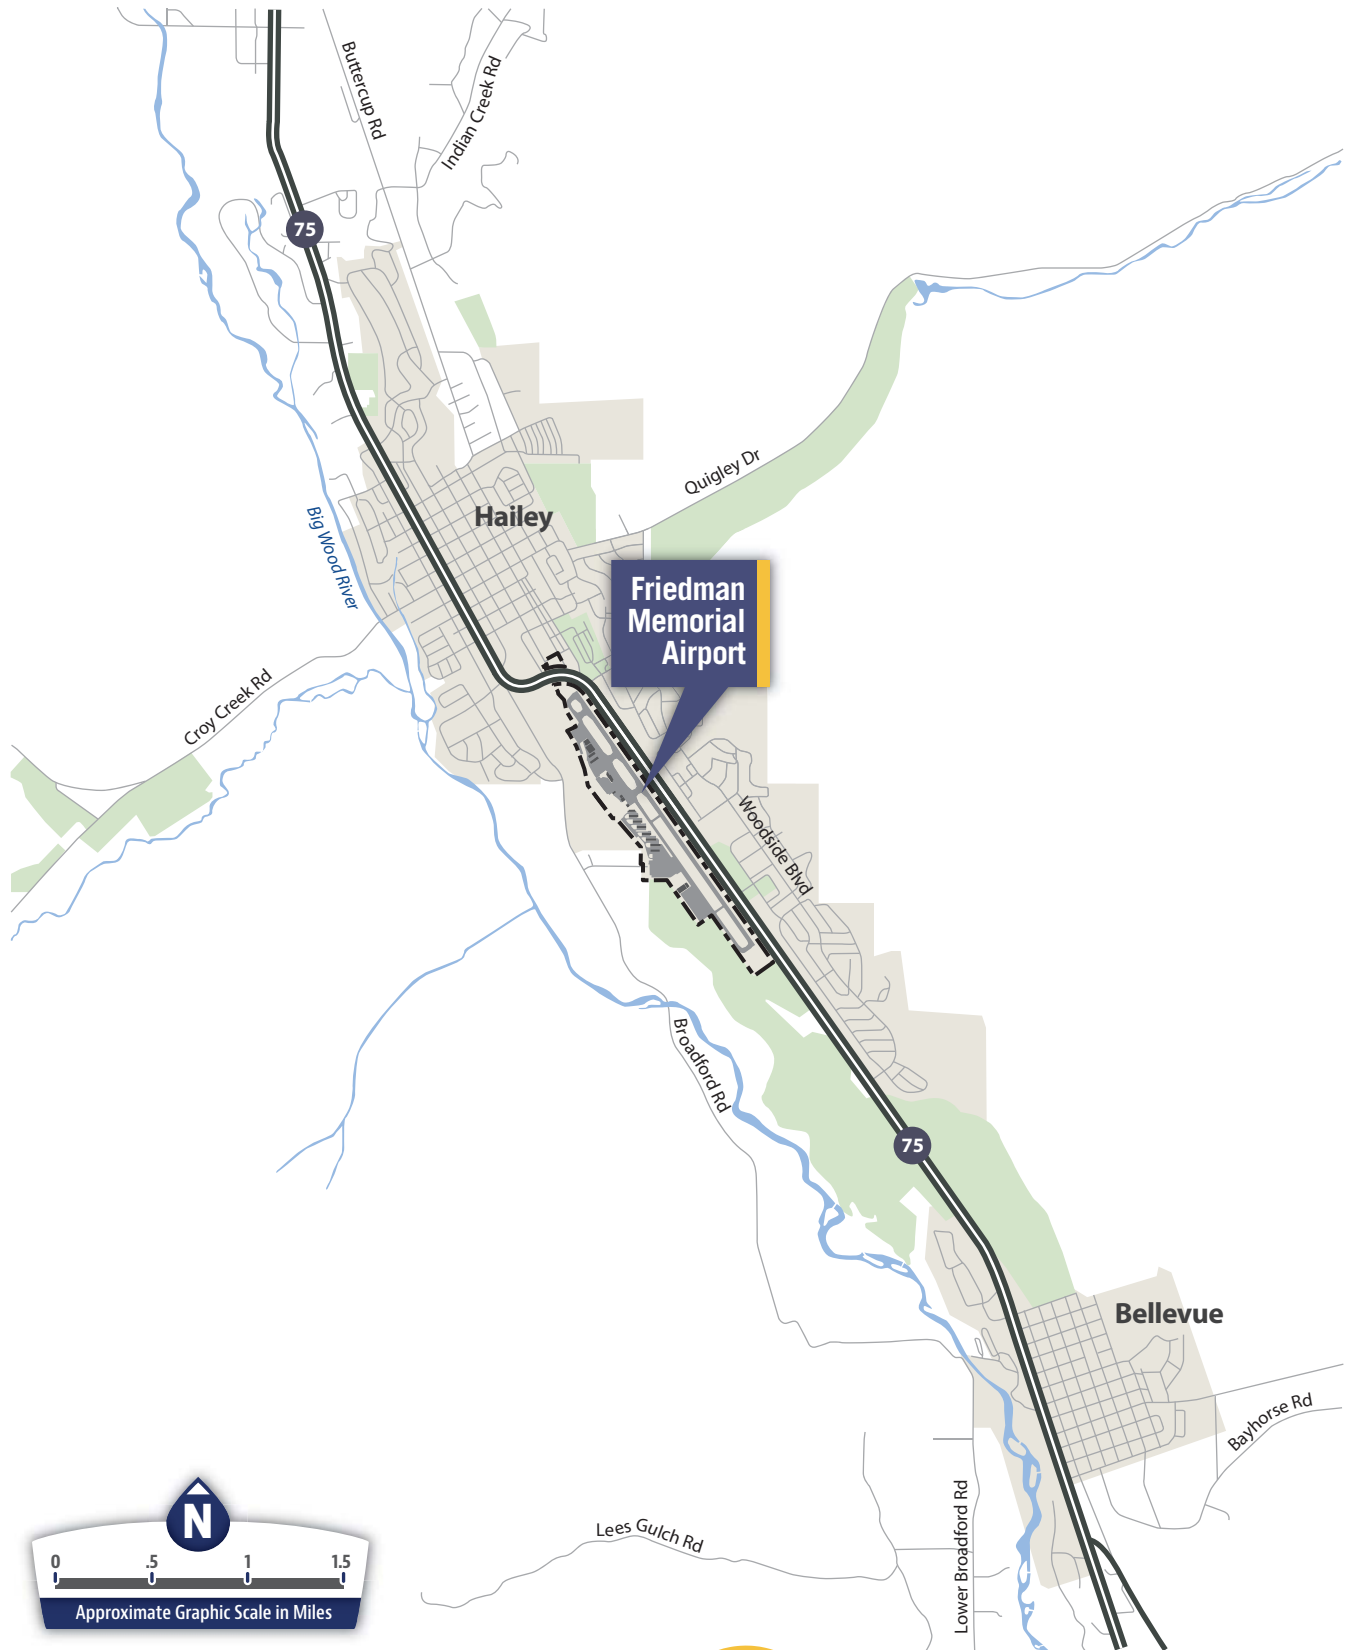 Buttercup Rd
Indian Creek Rd
75
Quigley Dr
Hailey
Big Wood River
Friedman
Memorial
Airport
Croy Creek Rd
Woodside Blvd
Broadford Rd
75
Bellevue
Bayhorse Rd
Lees Gulch Rd
Lower Broadford Rd
N
0 .5 1 1.5
Approximate Graphic Scale in Miles